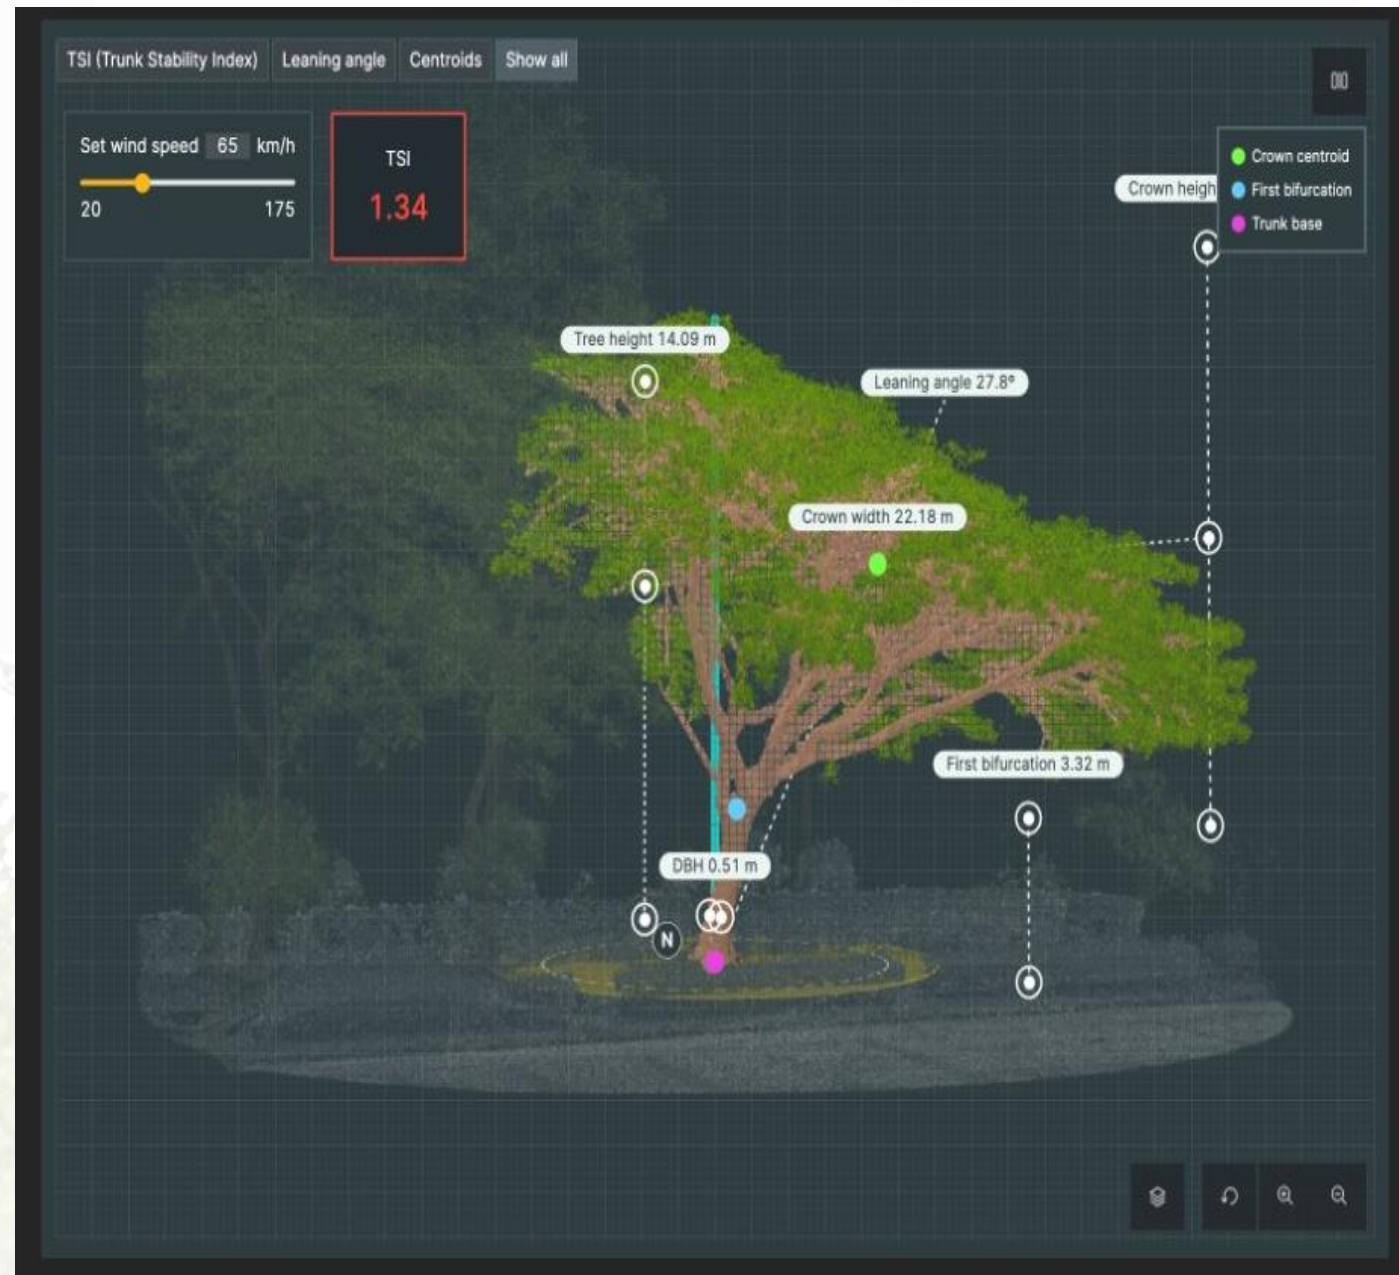 TSI (Trunk Stability Index)
Leaning angle
Centroids
Show all
Set wind speed 65 km/h
20
175
TSI
1.34
Crown centroid
First bifurcation
Trunk base
Crown heigh
Tree height 14.09 m
Leaning angle 27.8°
Crown width 22.18 m
First bifurcation 3.32 m
DBH 0.51 m
N